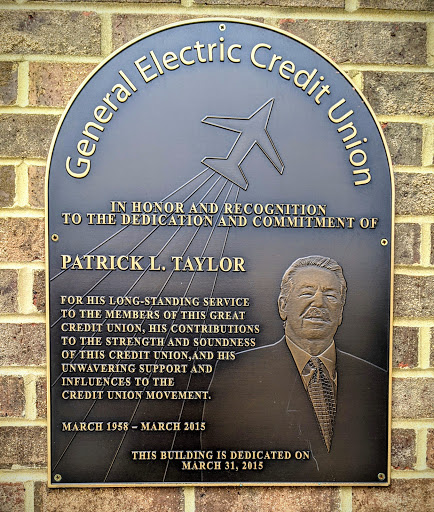 General Electric Credit Union
IN HONOR AND RECOGNITION
TO THE DEDICATION AND COMMITMENT OF
PATRICK L. TAYLOR
FOR HIS LONG-STANDING SERVICE
TO THE MEMBERS OF THIS GREAT
CREDIT UNION, HIS CONTRIBUTIONS
TO THE STRENGTH AND SOUNDNESS
OF THIS CREDIT UNION, AND HIS
UNWAVERING SUPPORT AND
INFLUENCES TO THE
CREDIT UNION MOVEMENT.
MARCH 1958 – MARCH 2015
THIS BUILDING IS DEDICATED ON
MARCH 31, 2015